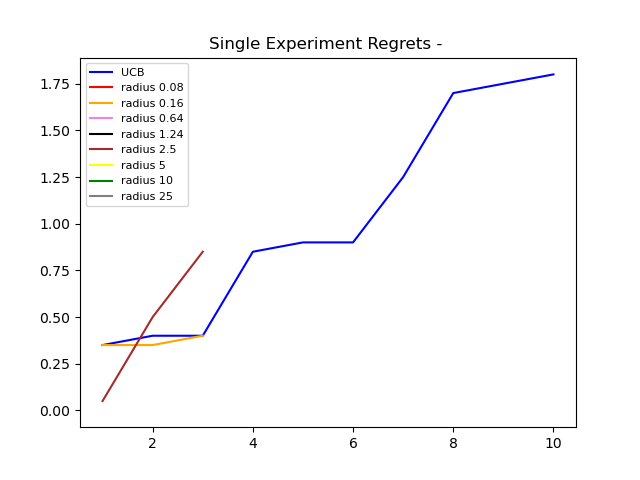 Single Experiment Regrets -
UCB
radius 0.08
radius 0.16
radius 0.64
radius 1.24
radius 2.5
radius 5
radius 10
radius 25
1.75
1.50
1.25
1.00
0.75
0.50
0.25
0.00
2 4 6 8 10